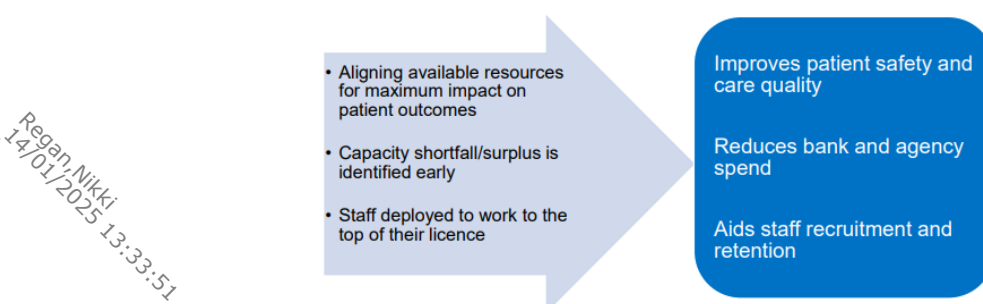 Regan,Nikki
14/01/2025 13:33:51
• Aligning available resources
for maximum impact on
patient outcomes
• Capacity shortfall/surplus is
identified early
• Staff deployed to work to the
top of their licence
Improves patient safety and
care quality
Reduces bank and agency
spend
Aids staff recruitment and
retention